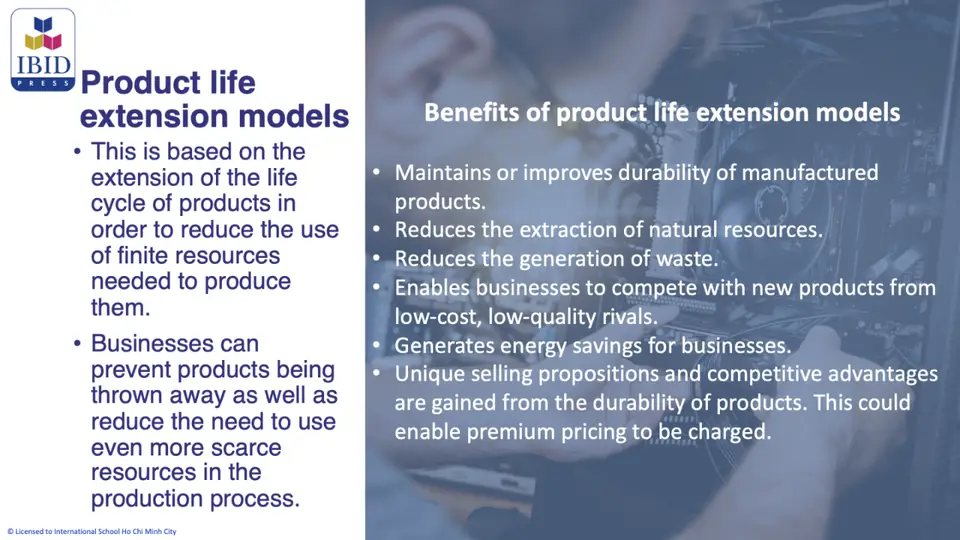 IBID
PRESS
Product life
extension models
• This is based on the
extension of the life
cycle of products in
order to reduce the use
of finite resources
needed to produce
them.
• Businesses can
prevent products being
thrown away as well as
reduce the need to use
even more scarce
resources in the
production process.
© Licensed to International School Ho Chi Minh City
Benefits of product life extension models
• Maintains or improves durability of manufactured
products.
• Reduces the extraction of natural resources.
• Reduces the generation of waste.
• Enables businesses to compete with new products from
low-cost, low-quality rivals.
• Generates energy savings for businesses.
• Unique selling propositions and competitive advantages
are gained from the durability of products. This could
enable premium pricing to be charged.